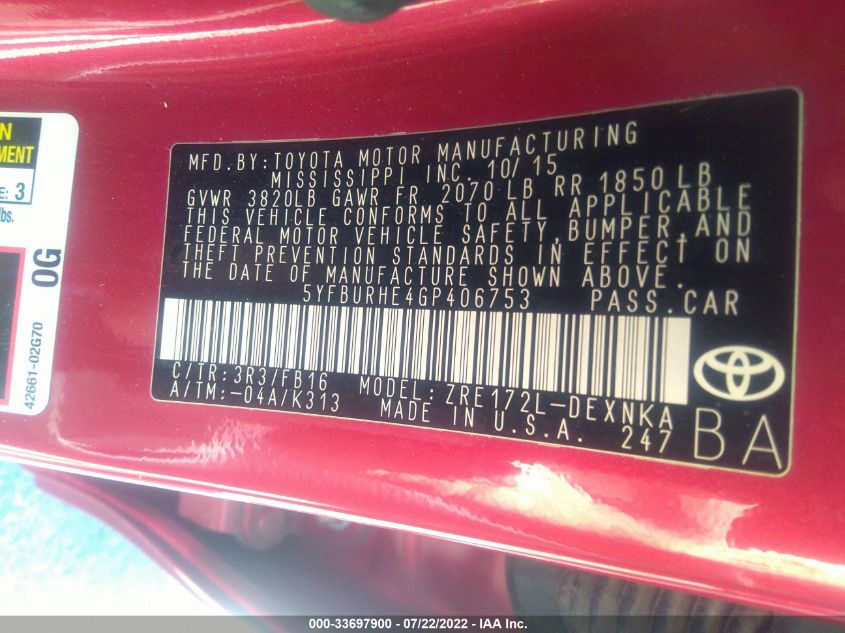 N
MENT
E: 3
lbs.
0G
42661-02G70
MFD.BY:TOYOTA MOTOR MANUFACTURING
MISSISSIPPI INC. 10/15
GVWR 3820LB GAWR FR 2070LB RR 1850LB
THIS VEHICLE CONFORMS TO ALL APPLICABLE
FEDERAL MOTOR VEHICLE SAFETY,BUMPER,AND
THEFT PREVENTION STANDARDS IN EFFECT ON
THE DATE OF MANUFACTURE SHOWN ABOVE.
5YFBURHE4GP406753 PASS.CAR
C/TR:3R3/FB16 MODEL:ZRE172L-DEXNKA
A/TM:-04A/K313 MADE IN U.S.A. 247
BA
000-33697900 / 07/22/2022 - IAA Inc.